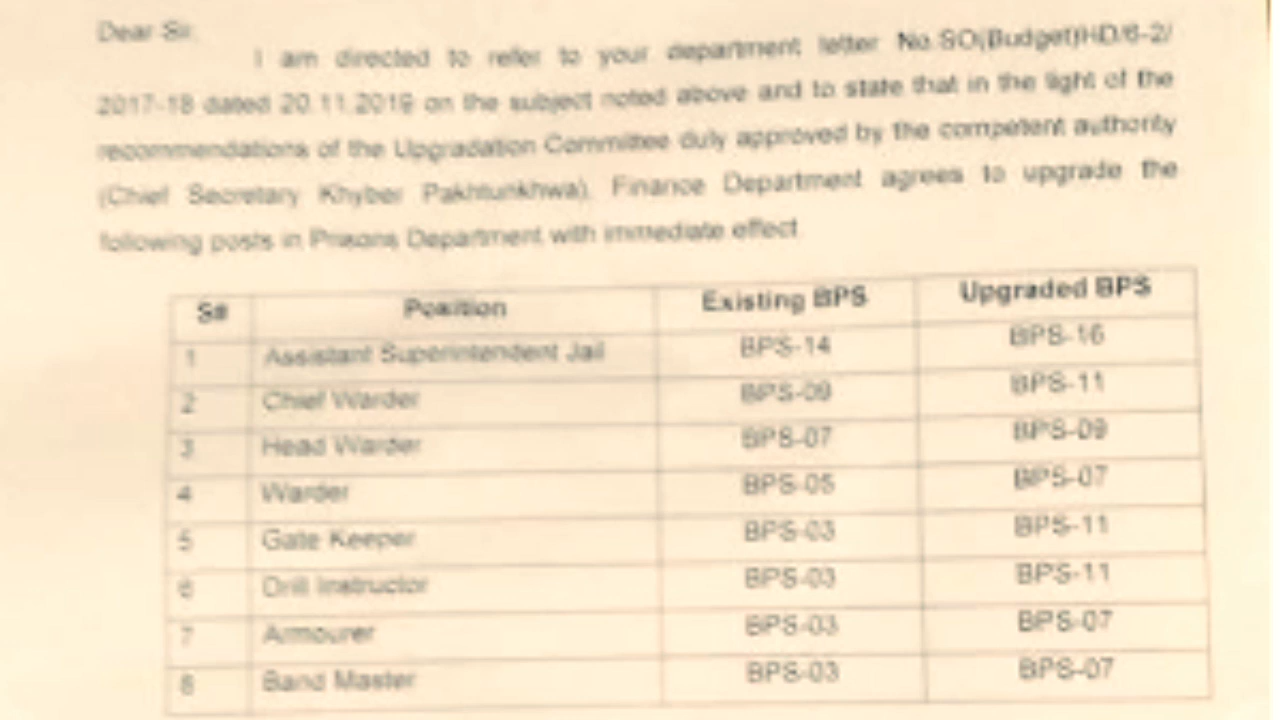 Dear Sir,
I am directed to refer to your department letter No.SO(Budget)HD/6-2/
2017-18 dated 20.11.2019 on the subject noted above and to state that in the light of the
recommendations of the Upgradation Committee duly approved by the competent authority
(Chief Secretary Khyber Pakhtunkhwa), Finance Department agrees to upgrade the
following posts in Prisons Department with immediate effect
S# Position Existing BPS Upgraded BPS
1 Assistant Superintendent Jail BPS-14 BPS-16
2 Chief Warder BPS-09 BPS-11
3 Head Warder BPS-07 BPS-09
4 Warder BPS-05 BPS-07
5 Gate Keeper BPS-03 BPS-11
6 Drill Instructor BPS-03 BPS-11
7 Armourer BPS-03 BPS-07
8 Band Master BPS-03 BPS-07